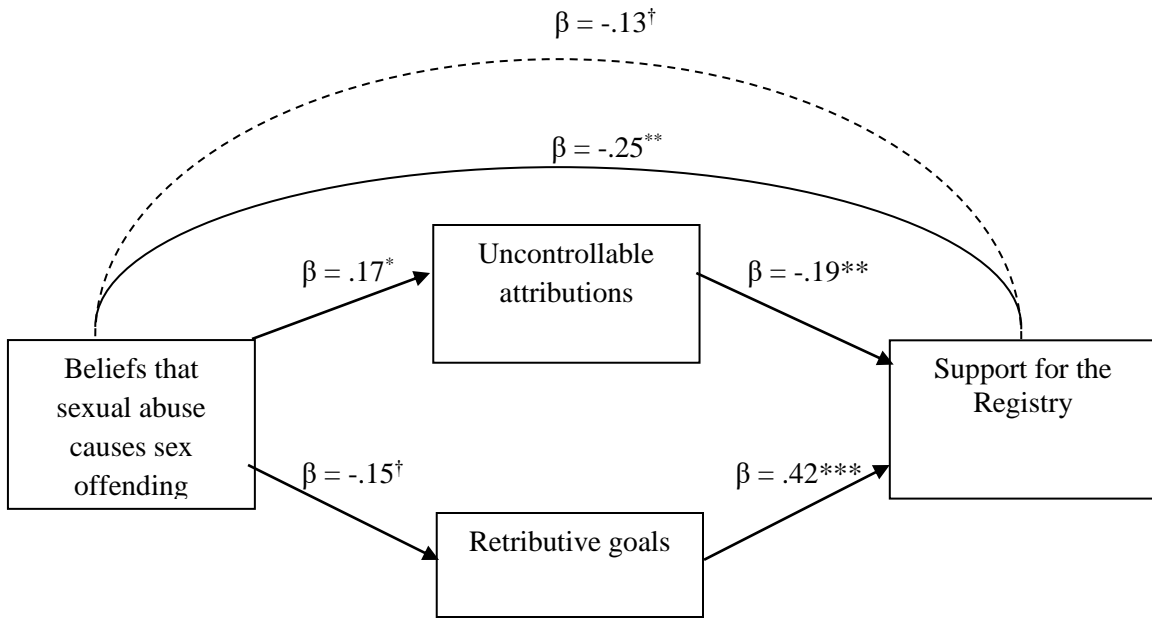 β = -.13†
β = -.25**
Uncontrollable
attributions
β = .17*
β = -.19**
Beliefs that
sexual abuse
causes sex
offending
Support for the
Registry
β = -.15†
β = .42***
Retributive goals